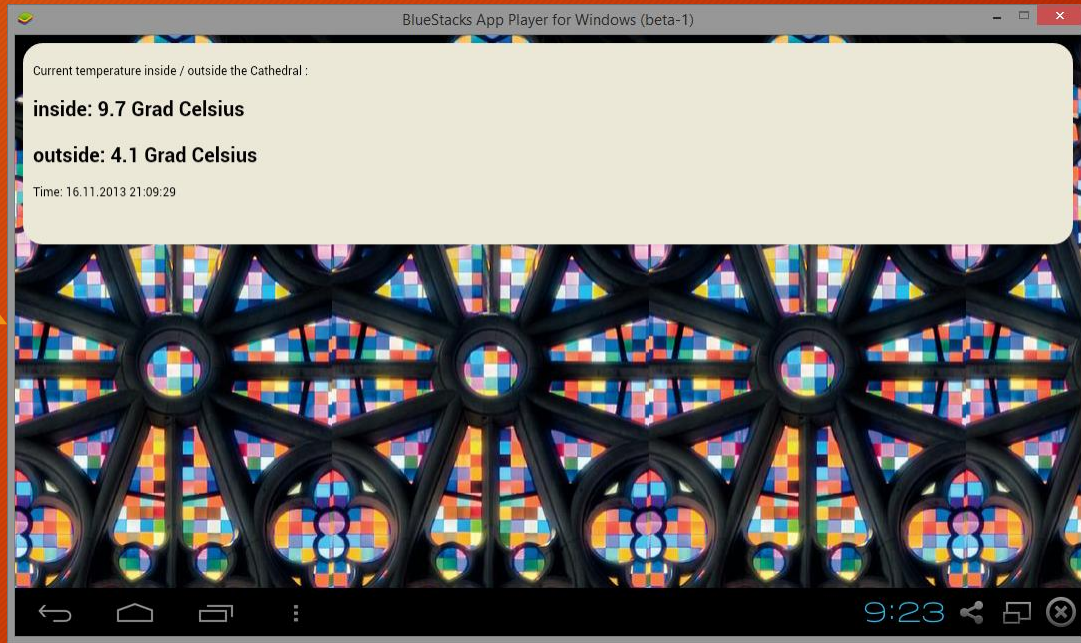 BlueStacks App Player for Windows (beta-1)
Current temperature inside / outside the Cathedral :
inside: 9.7 Grad Celsius
outside: 4.1 Grad Celsius
Time: 16.11.2013 21:09:29
9:23